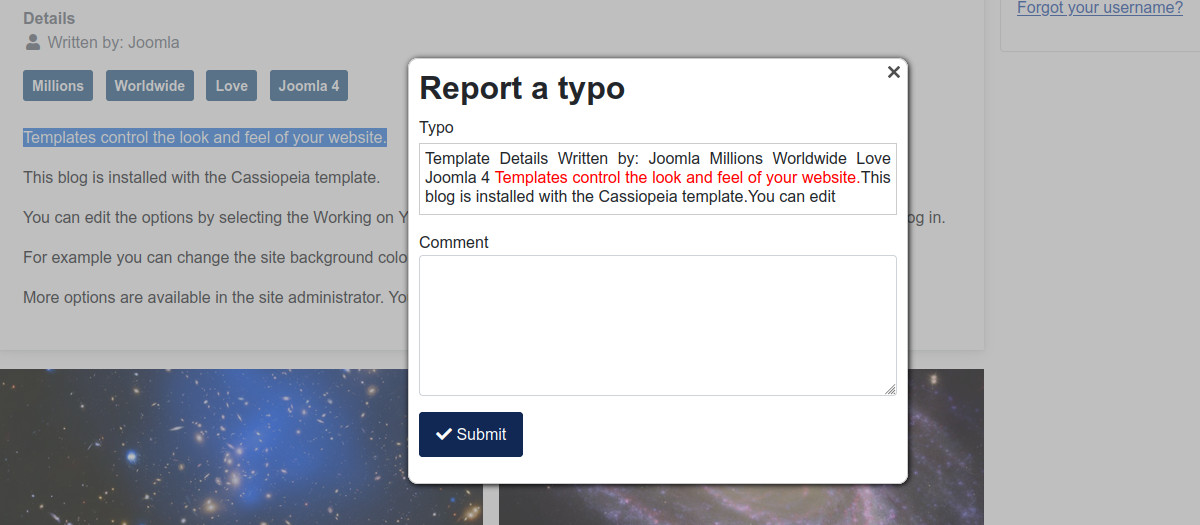 Details
Written by: Joomla
Millions Worldwide Love Joomla 4
Templates control the look and feel of your website.
This blog is installed with the Cassiopeia template.
You can edit the options by selecting the Working on Y
og in.
For example you can change the site background colo
More options are available in the site administrator. Yo
Forgot your username?
Report a typo
Typo
Template Details Written by: Joomla Millions Worldwide Love
Joomla 4 Templates control the look and feel of your website.This
blog is installed with the Cassiopeia template.You can edit
Comment
Submit